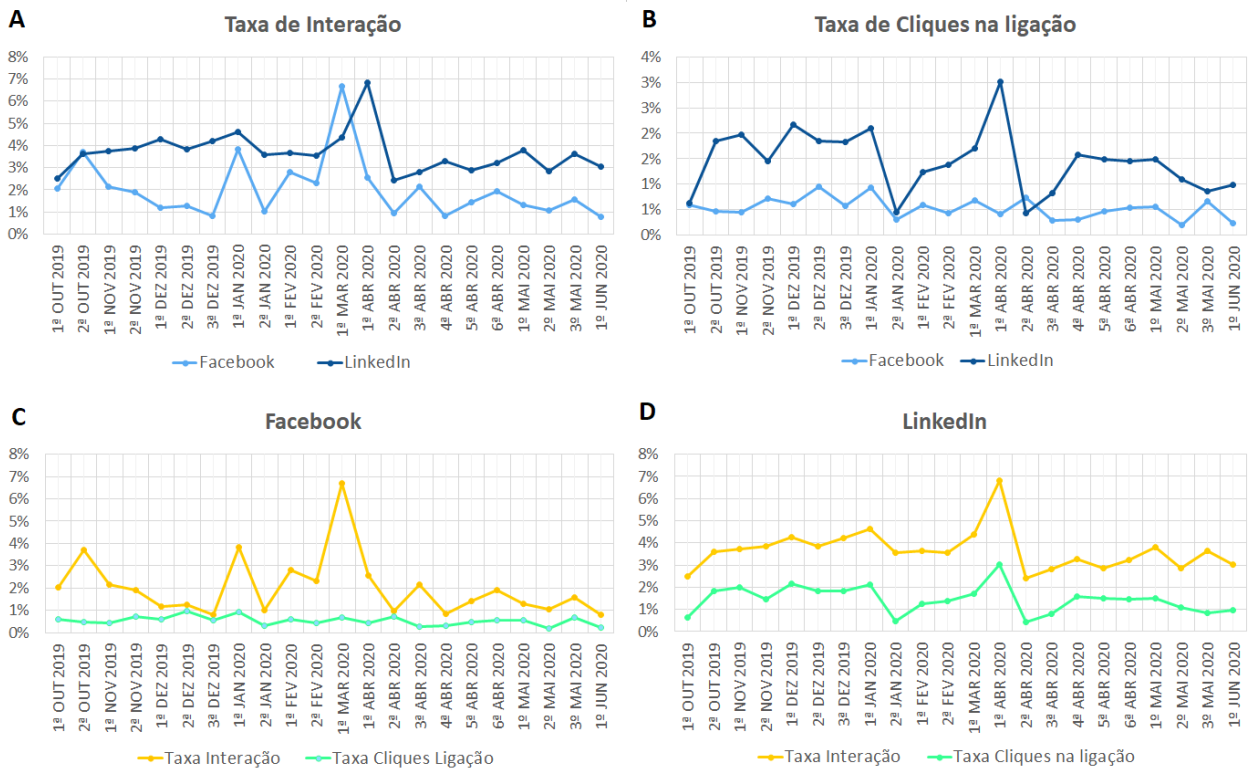 A
Taxa de Interação
8%
7%
6%
5%
4%
3%
2%
1%
0%
1ª OUT 2019
2ª OUT 2019
1ª NOV 2019
2ª NOV 2019
1ª DEZ 2019
2ª DEZ 2019
3ª DEZ 2019
1ª JAN 2020
2ª JAN 2020
1ª FEV 2020
2ª FEV 2020
1ª MAR 2020
1ª ABR 2020
2ª ABR 2020
3ª ABR 2020
4ª ABR 2020
5ª ABR 2020
6ª ABR 2020
1º MAI 2020
2º MAI 2020
3º MAI 2020
1º JUN 2020
Facebook LinkedIn
B
Taxa de Cliques na ligação
4%
3%
3%
2%
2%
1%
1%
0%
1ª OUT 2019
2ª OUT 2019
1ª NOV 2019
2ª NOV 2019
1ª DEZ 2019
2ª DEZ 2019
3ª DEZ 2019
1ª JAN 2020
2ª JAN 2020
1ª FEV 2020
2ª FEV 2020
1ª MAR 2020
1ª ABR 2020
2ª ABR 2020
3ª ABR 2020
4ª ABR 2020
5ª ABR 2020
6ª ABR 2020
1º MAI 2020
2º MAI 2020
3º MAI 2020
1º JUN 2020
Facebook LinkedIn
C
Facebook
8%
7%
6%
5%
4%
3%
2%
1%
0%
1ª OUT 2019
2ª OUT 2019
1ª NOV 2019
2ª NOV 2019
1ª DEZ 2019
2ª DEZ 2019
3ª DEZ 2019
1ª JAN 2020
2ª JAN 2020
1ª FEV 2020
2ª FEV 2020
1ª MAR 2020
1ª ABR 2020
2ª ABR 2020
3ª ABR 2020
4ª ABR 2020
5ª ABR 2020
6ª ABR 2020
1º MAI 2020
2º MAI 2020
3º MAI 2020
1º JUN 2020
Taxa Interação Taxa Cliques Ligação
D
LinkedIn
8%
7%
6%
5%
4%
3%
2%
1%
0%
1ª OUT 2019
2ª OUT 2019
1ª NOV 2019
2ª NOV 2019
1ª DEZ 2019
2ª DEZ 2019
3ª DEZ 2019
1ª JAN 2020
2ª JAN 2020
1ª FEV 2020
2ª FEV 2020
1ª MAR 2020
1ª ABR 2020
2ª ABR 2020
3ª ABR 2020
4ª ABR 2020
5ª ABR 2020
6ª ABR 2020
1º MAI 2020
2º MAI 2020
3º MAI 2020
1º JUN 2020
Taxa Interação Taxa Cliques na ligação